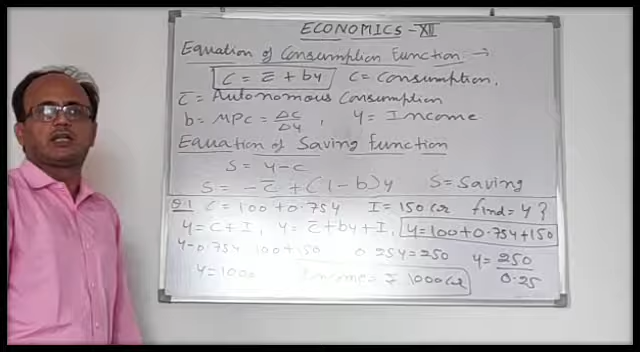 ECONOMICS-XII
Equation of Consumption Function →
C = c̄ + by C = Consumption.
c̄ = Autonomous Consumption
b = MPC = ΔC/Δy , y = Income
Equation of Saving Function
S = y - c
S = -c̄ + (1-b)y S = Saving
Q.1 C = 100 + 0.75y I = 150 cr find = y ?
y = C + I, y = c̄ + by + I, y = 100 + 0.75y + 150
y - 0.75y 100 + 150 0.25y = 250 y = 250/0.25
y = 1000 Income = ₹ 1000 cr